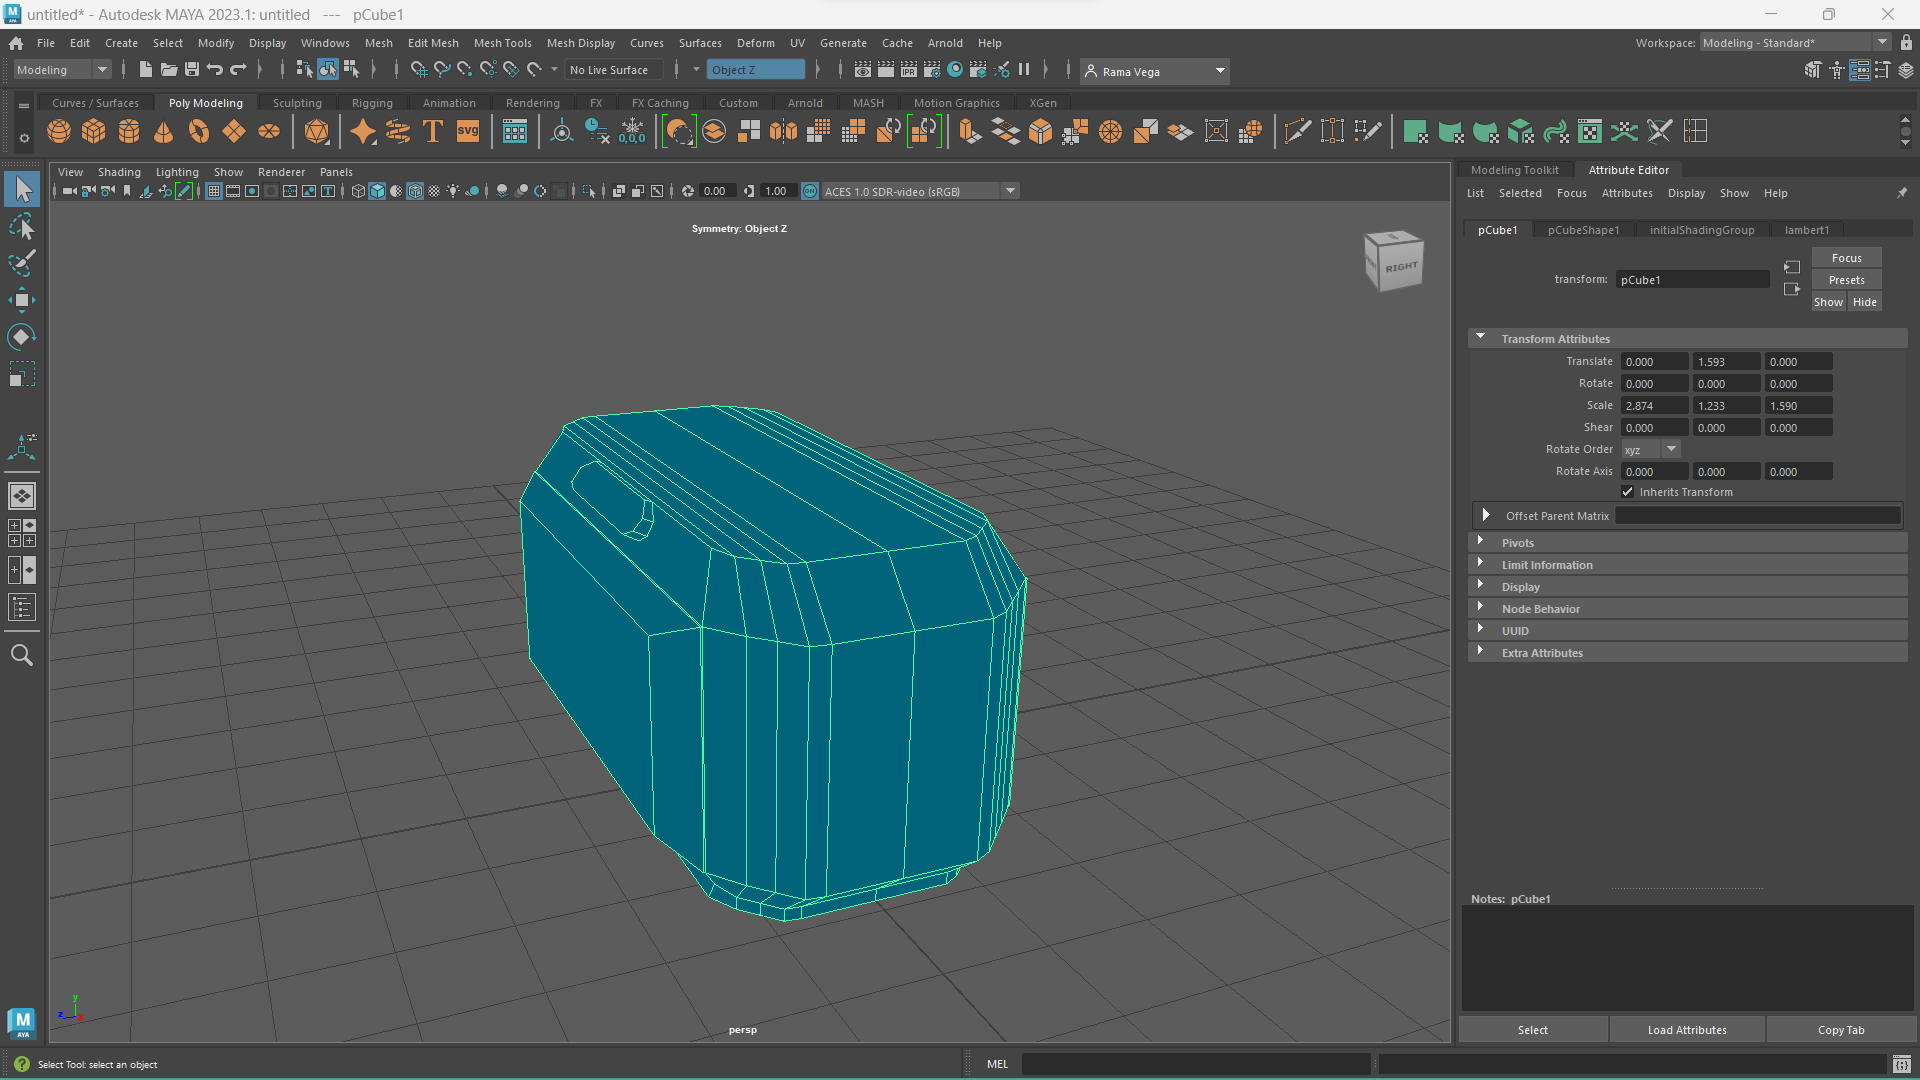 untitled* - Autodesk MAYA 2023.1: untitled --- pCube1
File Edit Create Select Modify Display Windows Mesh Edit Mesh Mesh Tools Mesh Display Curves Surfaces Deform UV Generate Cache Arnold Help
Workspace: Modeling - Standard*
Modeling No Live Surface Object Z IPR Rama Vega
Curves / Surfaces Poly Modeling Sculpting Rigging Animation Rendering FX FX Caching Custom Arnold MASH Motion Graphics XGen
T SVG 0,0,0
View Shading Lighting Show Renderer Panels
0.00 1.00 ON ACES 1.0 SDR-video (sRGB)
Symmetry: Object Z
RIGHT
persp
y
z
x
M
AYA
Modeling Toolkit Attribute Editor
List Selected Focus Attributes Display Show Help
pCube1 pCubeShape1 initialShadingGroup lambert1
transform: pCube1
Focus
Presets
Show Hide
Transform Attributes
Translate 0.000 1.593 0.000
Rotate 0.000 0.000 0.000
Scale 2.874 1.233 1.590
Shear 0.000 0.000 0.000
Rotate Order xyz
Rotate Axis 0.000 0.000 0.000
Inherits Transform
Offset Parent Matrix
Pivots
Limit Information
Display
Node Behavior
UUID
Extra Attributes
Notes: pCube1
Select Load Attributes Copy Tab
Select Tool: select an object
MEL